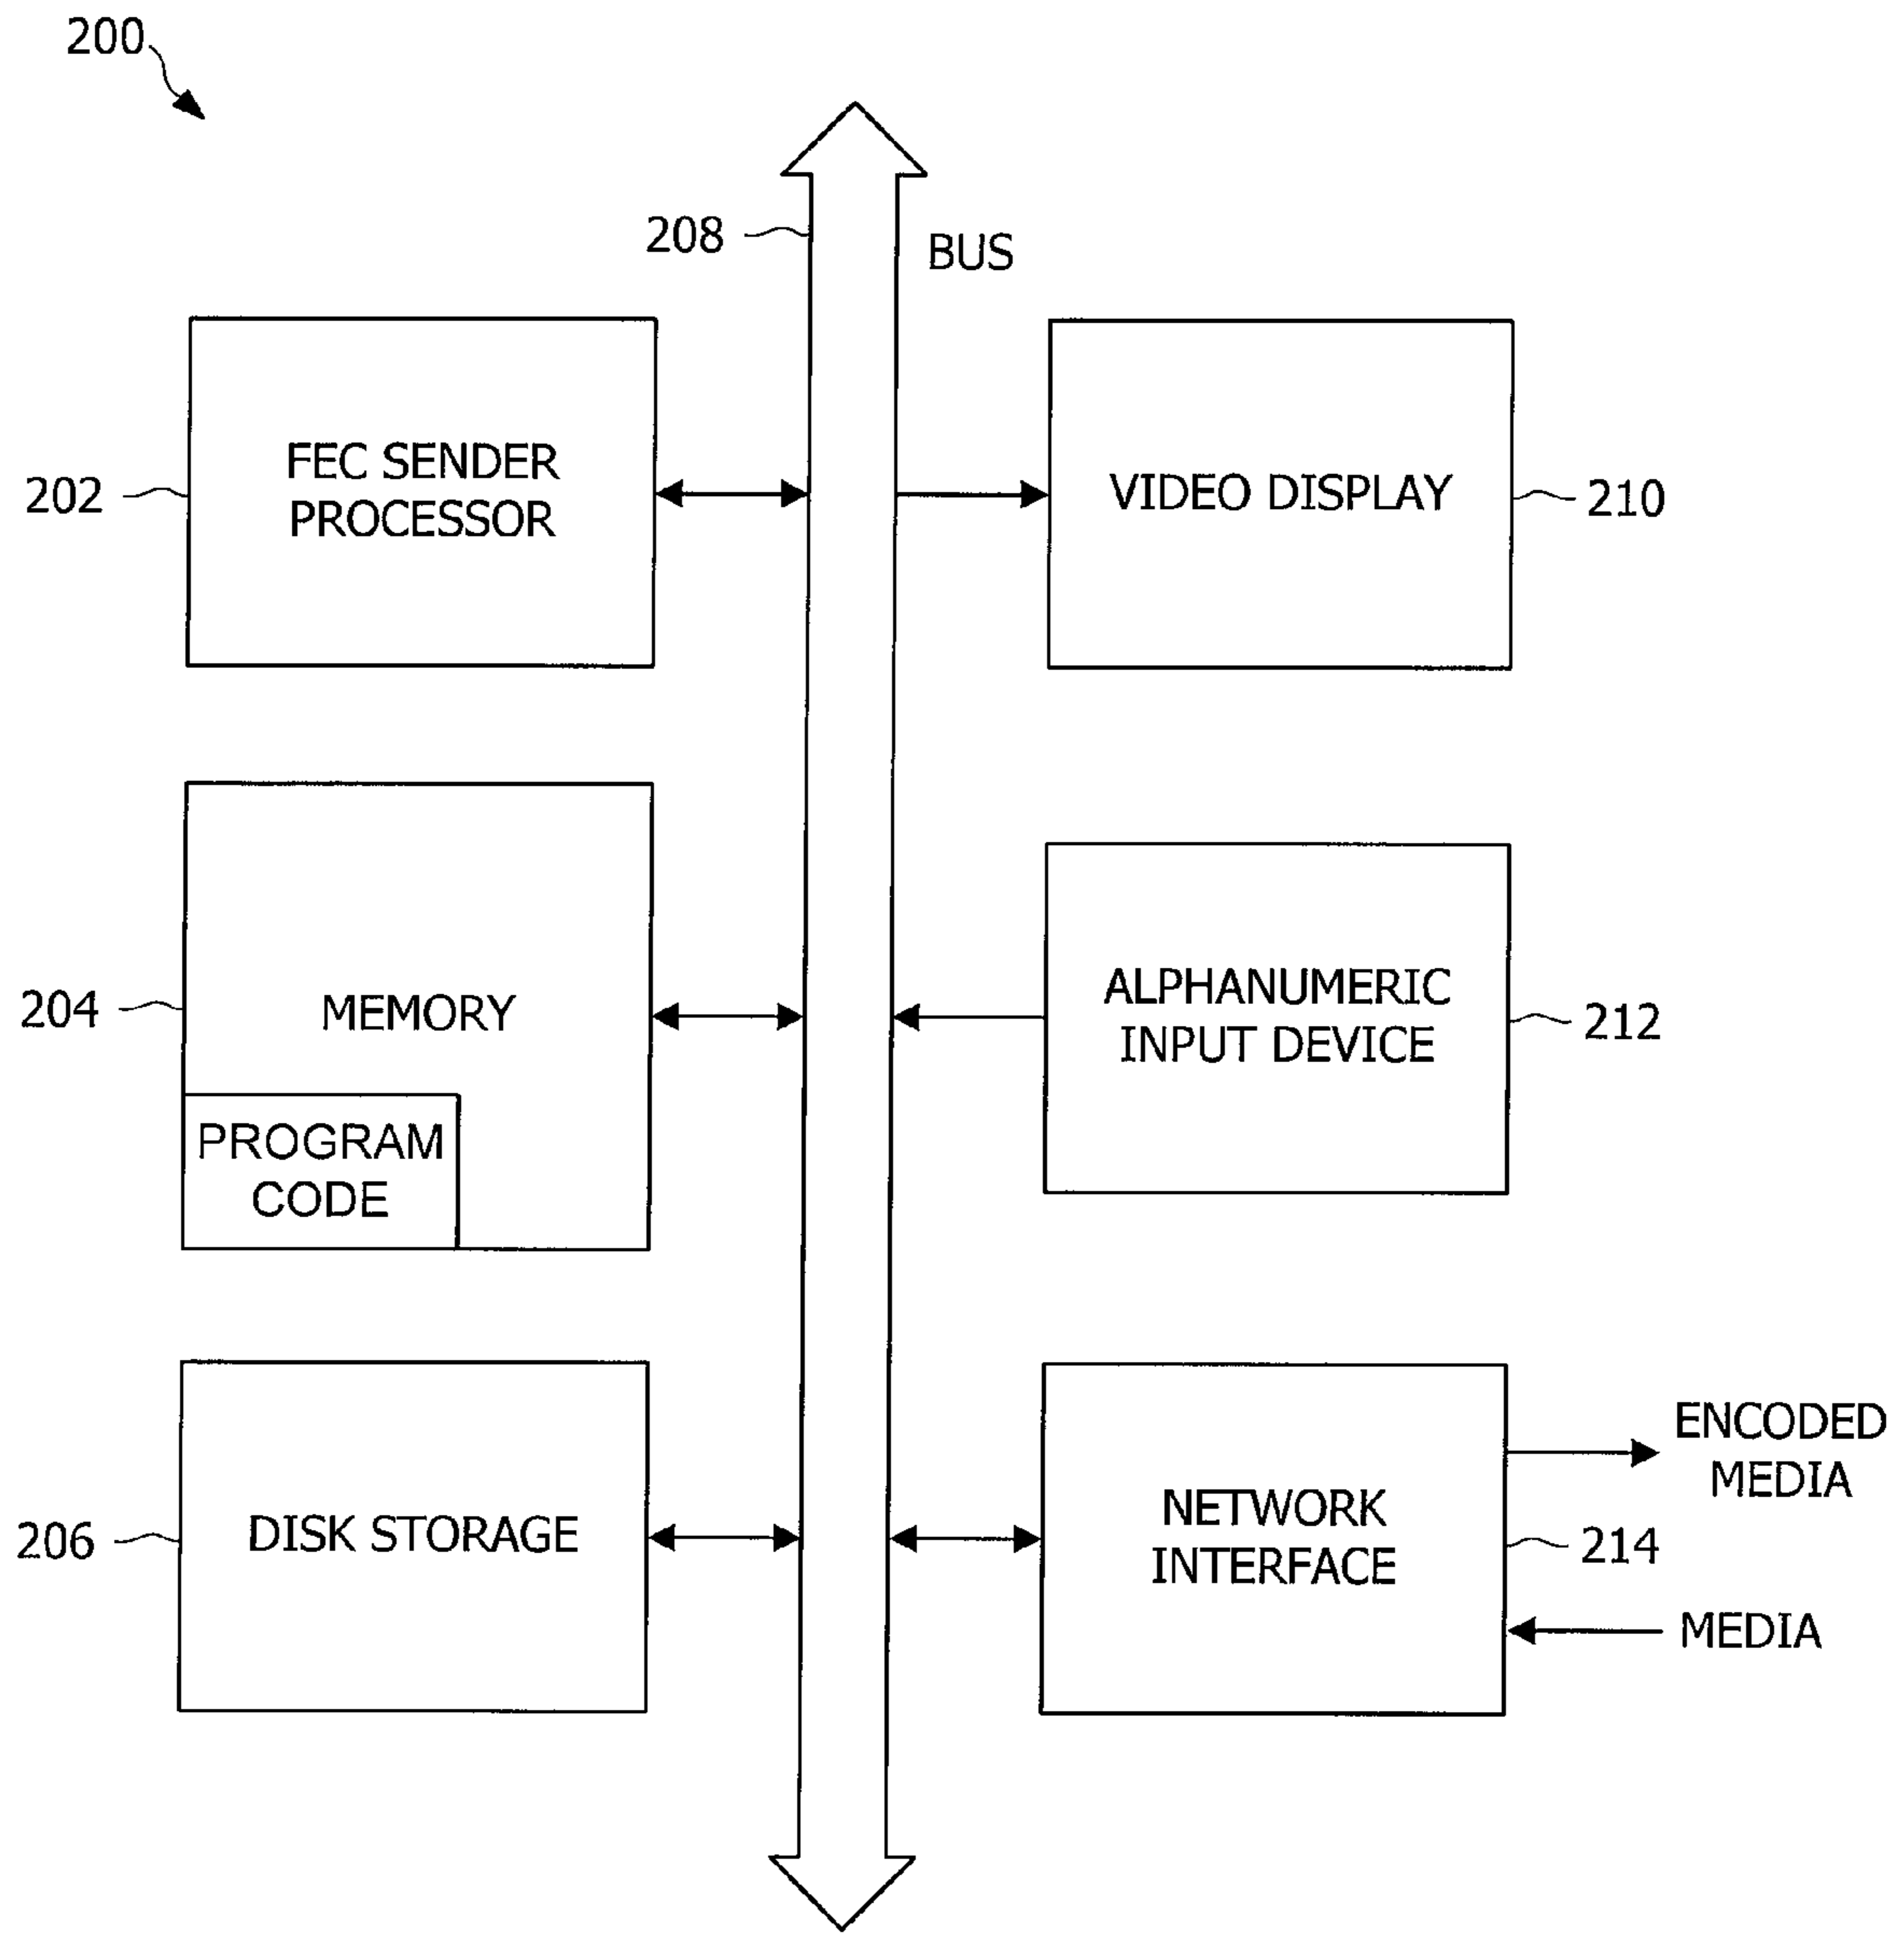 200
208
BUS
202
FEC SENDER
PROCESSOR
VIDEO DISPLAY
210
204
MEMORY
PROGRAM
CODE
ALPHANUMERIC
INPUT DEVICE
212
206
DISK STORAGE
NETWORK
INTERFACE
ENCODED
MEDIA
214
MEDIA